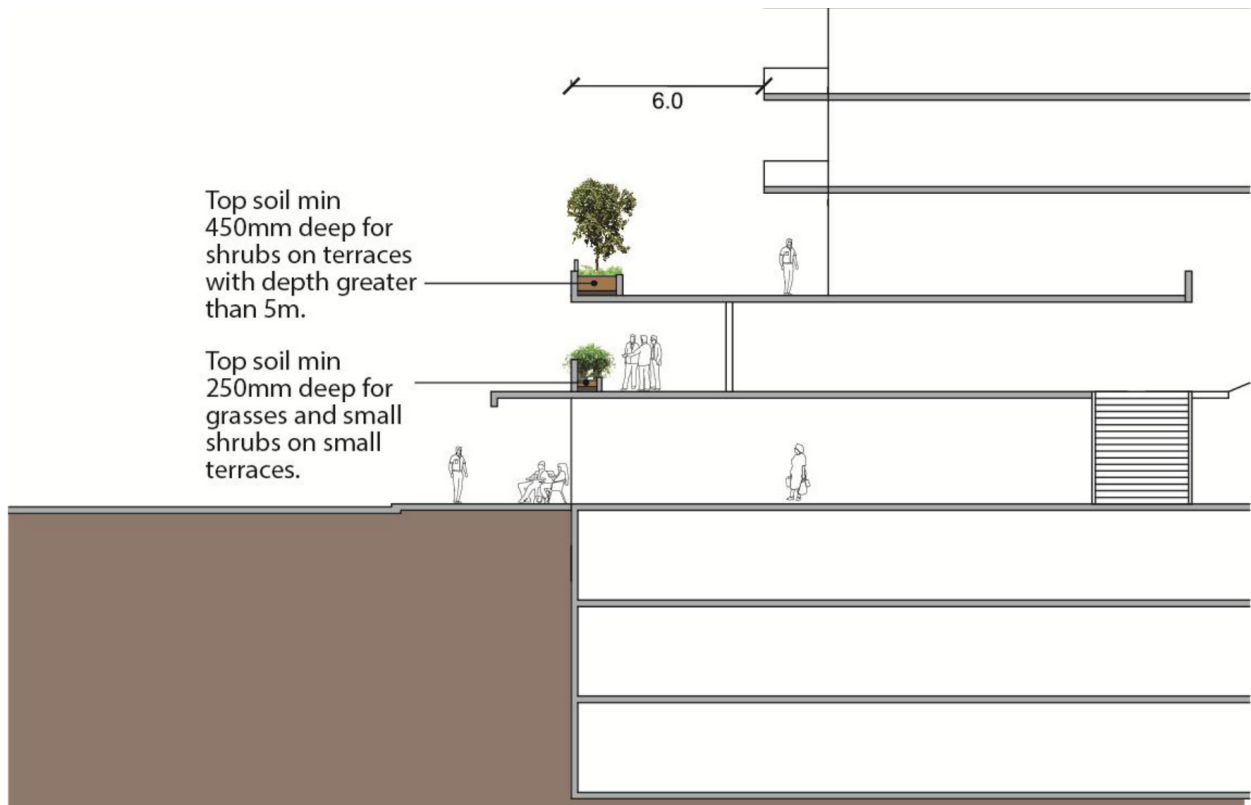 6.0
Top soil min
450mm deep for
shrubs on terraces
with depth greater
than 5m.
Top soil min
250mm deep for
grasses and small
shrubs on small
terraces.